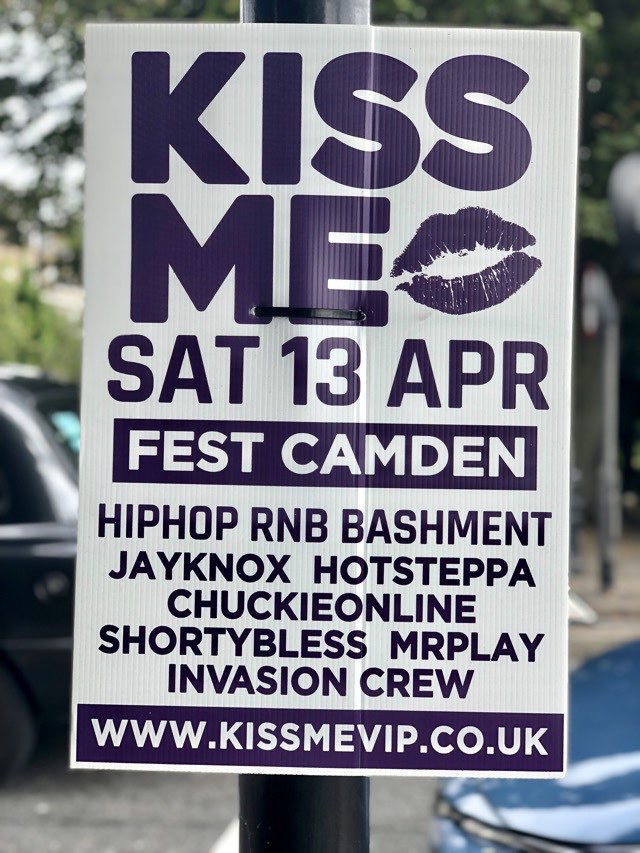 KISS
ME
SAT 13 APR
FEST CAMDEN
HIPHOP RNB BASHMENT
JAYKNOX HOTSTEPPA
CHUCKIEONLINE
SHORTYBLESS MRPLAY
INVASION CREW
WWW.KISSMEVIP.CO.UK